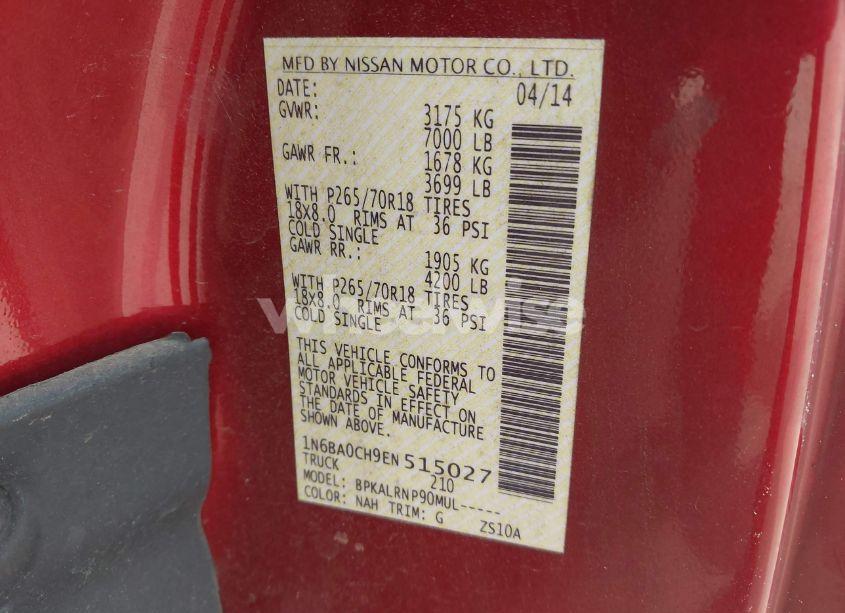 MFD BY NISSAN MOTOR CO., LTD.
DATE: 04/14
GVWR: 3175 KG
7000 LB
GAWR FR.: 1678 KG
3699 LB
WITH P265/70R18 TIRES
18X8.0 RIMS AT 36 PSI
COLD SINGLE
GAWR RR.: 1905 KG
4200 LB
WITH P265/70R18 TIRES
18X8.0 RIMS AT 36 PSI
COLD SINGLE
THIS VEHICLE CONFORMS TO
ALL APPLICABLE FEDERAL
MOTOR VEHICLE SAFETY
STANDARDS IN EFFECT ON
THE DATE OF MANUFACTURE
SHOWN ABOVE.
1N6BA0CH9EN 515027
TRUCK 210
MODEL: BPKALRNP90MUL-----
COLOR: NAH TRIM: G ZS10A